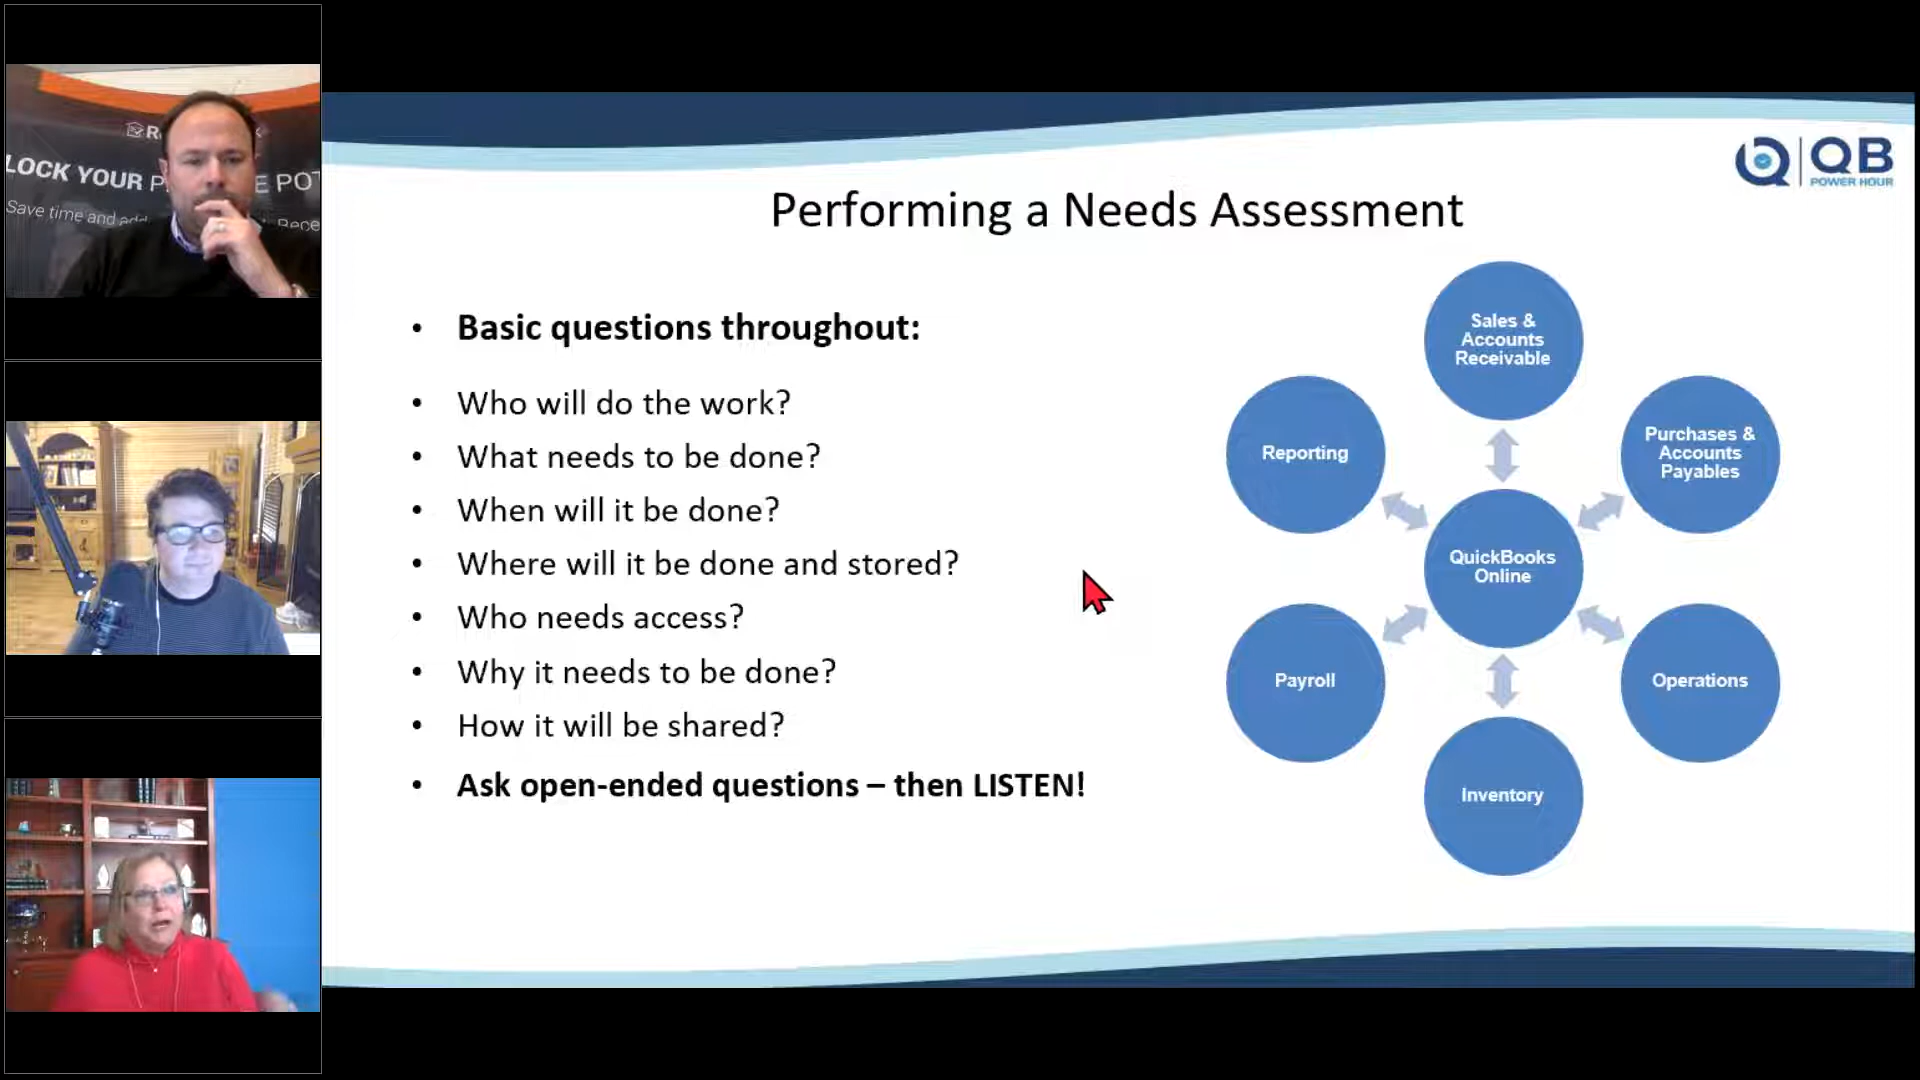 LOCK YOUR
Save time and
QB
POWER HOUR
Performing a Needs Assessment
• Basic questions throughout:
• Who will do the work?
• What needs to be done?
• When will it be done?
• Where will it be done and stored?
• Who needs access?
• Why it needs to be done?
• How it will be shared?
• Ask open-ended questions – then LISTEN!
Sales &
Accounts
Receivable
Reporting
Purchases &
Accounts
Payables
QuickBooks
Online
Payroll
Operations
Inventory